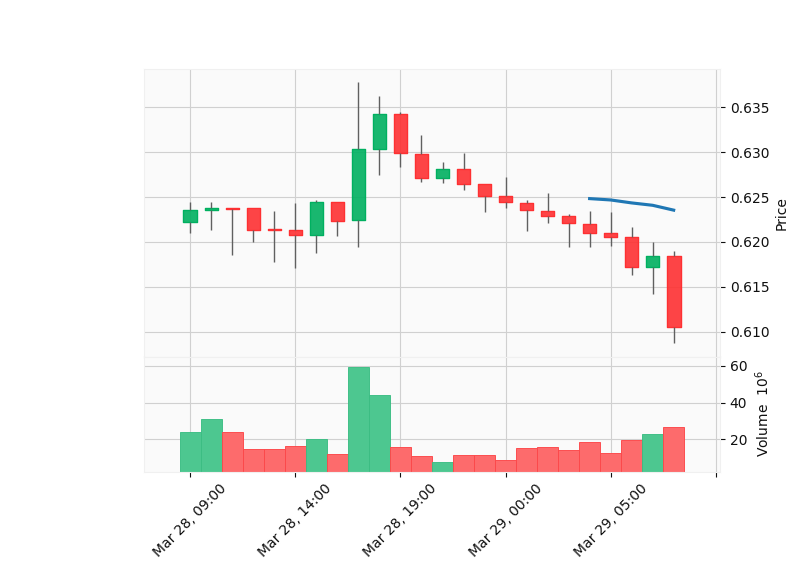 0.635
0.630
0.625
0.620
0.615
0.610
Price
60
40
20
Volume 10^6
Mar 28, 09:00
Mar 28, 14:00
Mar 28, 19:00
Mar 29, 00:00
Mar 29, 05:00